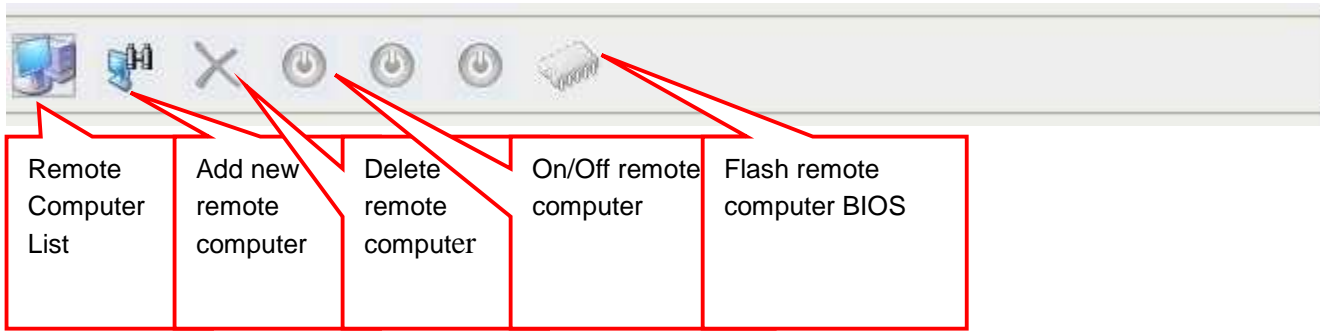 Remote
Computer
List
Add new
remote
computer
Delete
remote
computer
On/Off remote
computer
Flash remote
computer BIOS